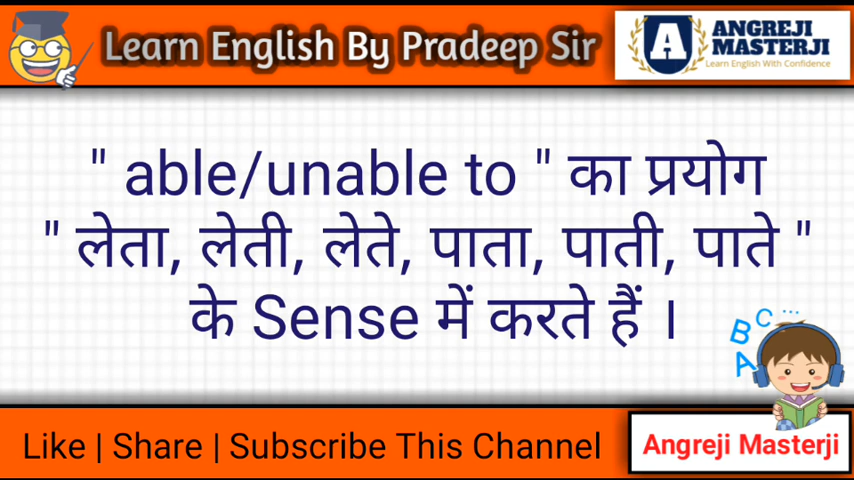 Learn English By Pradeep Sir
A
ANGREJI
MASTERJI
Learn English With Confidence
" able/unable to " का प्रयोग
" लेता, लेती, लेते, पाता, पाती, पाते "
के Sense में करते हैं ।
A B C ...
Like | Share | Subscribe This Channel
Angreji Masterji